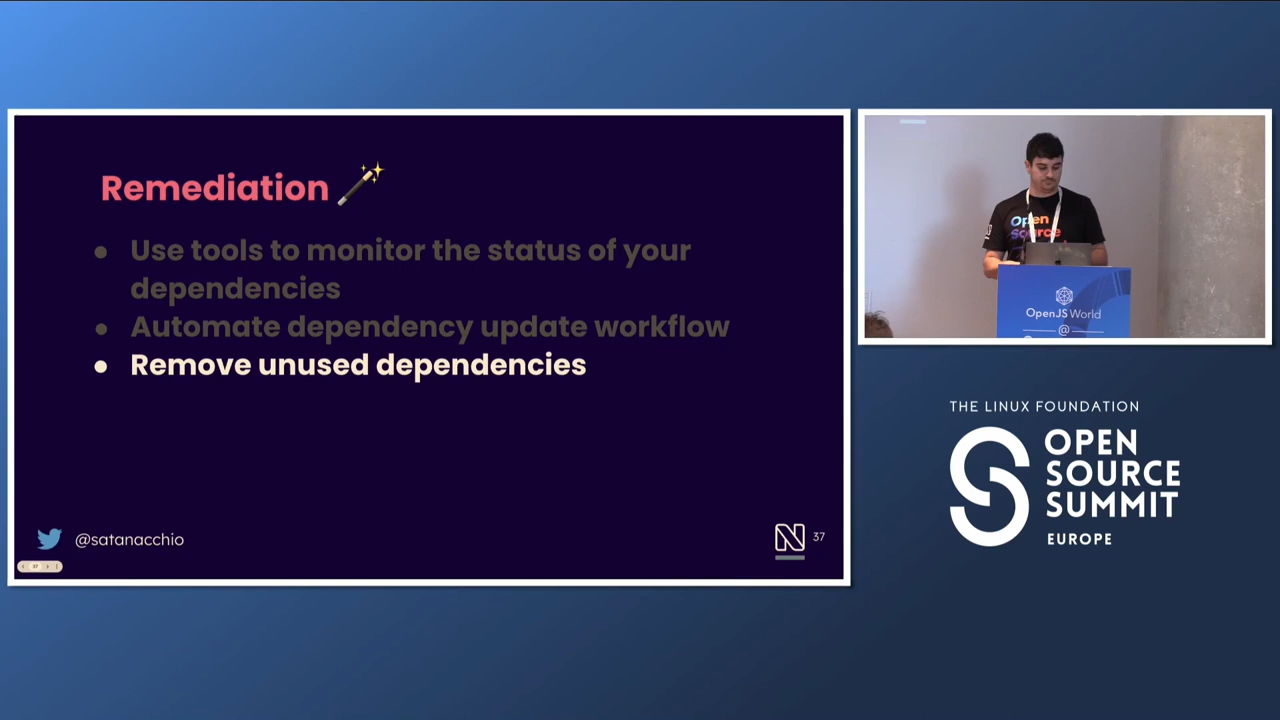 Remediation
● Use tools to monitor the status of your
dependencies
● Automate dependency update workflow
● Remove unused dependencies
@satanacchio
N
37
37
Open
Source
OpenJS World
@
THE LINUX FOUNDATION
OPEN
SOURCE
SUMMIT
EUROPE